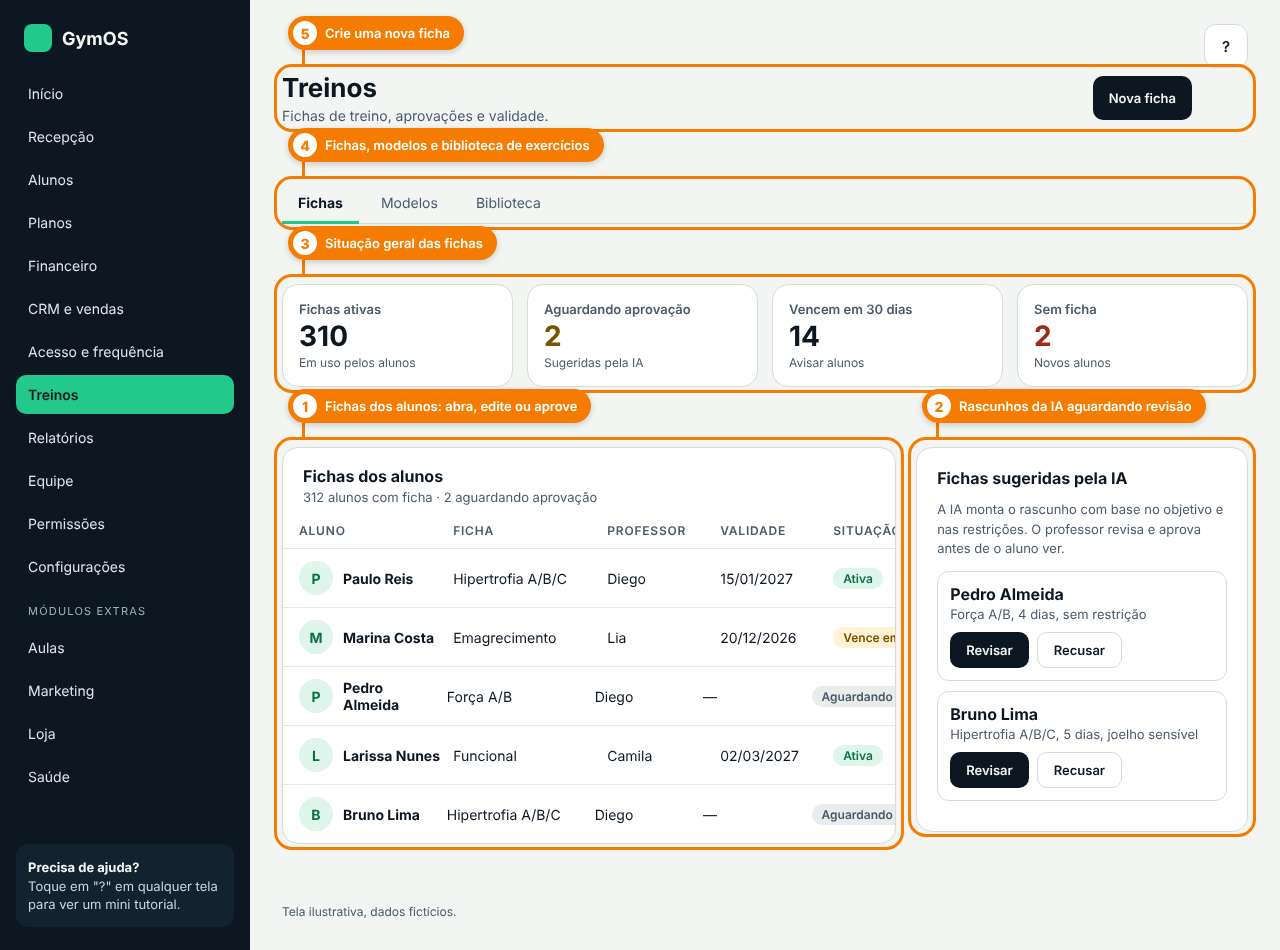 GymOS
Início
Recepção
Alunos
Planos
Financeiro
CRM e vendas
Acesso e frequência
Treinos
Relatórios
Equipe
Permissões
Configurações
MÓDULOS EXTRAS
Aulas
Marketing
Loja
Saúde
Precisa de ajuda?
Toque em "?" em qualquer tela
para ver um mini tutorial.
5 Crie uma nova ficha
?
Treinos
Fichas de treino, aprovações e validade.
Nova ficha
4 Fichas, modelos e biblioteca de exercícios
Fichas Modelos Biblioteca
3 Situação geral das fichas
Fichas ativas
310
Em uso pelos alunos
Aguardando aprovação
2
Sugeridas pela IA
Vencem em 30 dias
14
Avisar alunos
Sem ficha
2
Novos alunos
1 Fichas dos alunos: abra, edite ou aprove
Fichas dos alunos
312 alunos com ficha · 2 aguardando aprovação
ALUNO FICHA PROFESSOR VALIDADE SITUAÇÃO
P Paulo Reis Hipertrofia A/B/C Diego 15/01/2027 Ativa
M Marina Costa Emagrecimento Lia 20/12/2026 Vence em
P Pedro Almeida Força A/B Diego — Aguardando
L Larissa Nunes Funcional Camila 02/03/2027 Ativa
B Bruno Lima Hipertrofia A/B/C Diego — Aguardando
2 Rascunhos da IA aguardando revisão
Fichas sugeridas pela IA
A IA monta o rascunho com base no objetivo e
nas restrições. O professor revisa e aprova
antes de o aluno ver.
Pedro Almeida
Força A/B, 4 dias, sem restrição
Revisar Recusar
Bruno Lima
Hipertrofia A/B/C, 5 dias, joelho sensível
Revisar Recusar
Tela ilustrativa, dados fictícios.